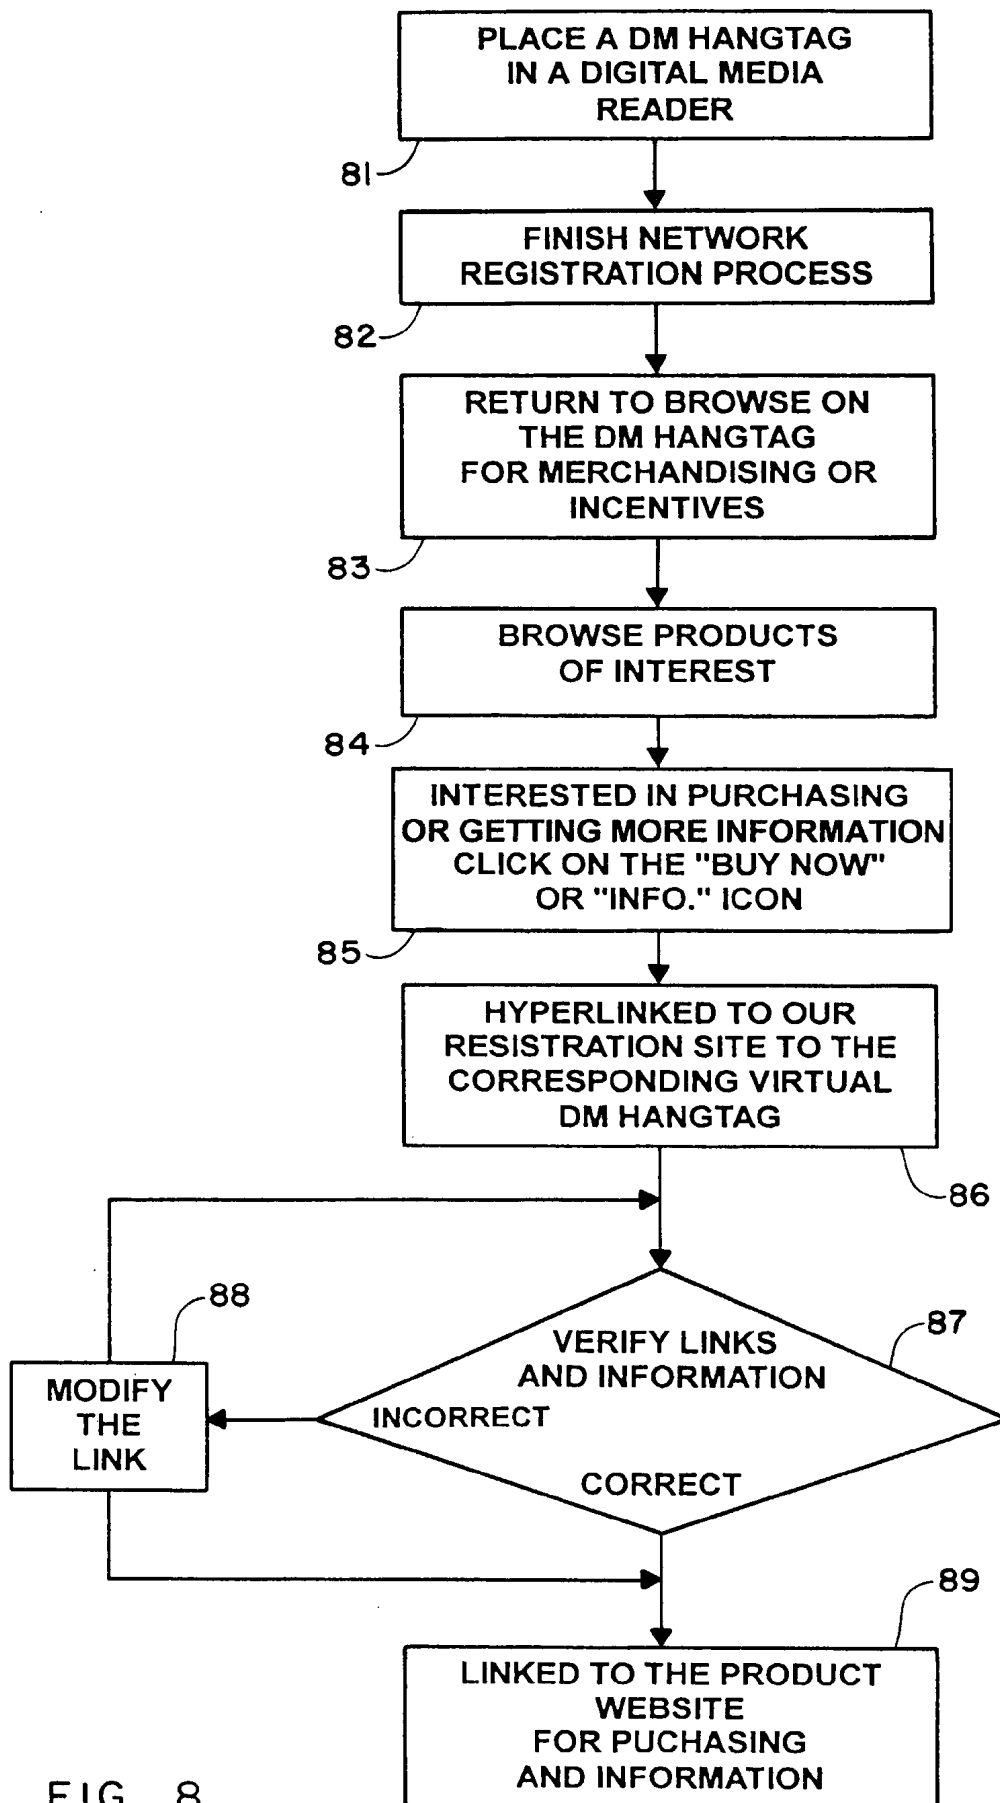 PLACE A DM HANGTAG
IN A DIGITAL MEDIA
READER
81
FINISH NETWORK
REGISTRATION PROCESS
82
RETURN TO BROWSE ON
THE DM HANGTAG
FOR MERCHANDISING OR
INCENTIVES
83
BROWSE PRODUCTS
OF INTEREST
84
INTERESTED IN PURCHASING
OR GETTING MORE INFORMATION
CLICK ON THE "BUY NOW"
OR "INFO." ICON
85
HYPERLINKED TO OUR
RESISTRATION SITE TO THE
CORRESPONDING VIRTUAL
DM HANGTAG
86
88
87
VERIFY LINKS
AND INFORMATION
MODIFY
THE
LINK
INCORRECT
CORRECT
89
LINKED TO THE PRODUCT
WEBSITE
FOR PUCHASING
AND INFORMATION
FIG. 8